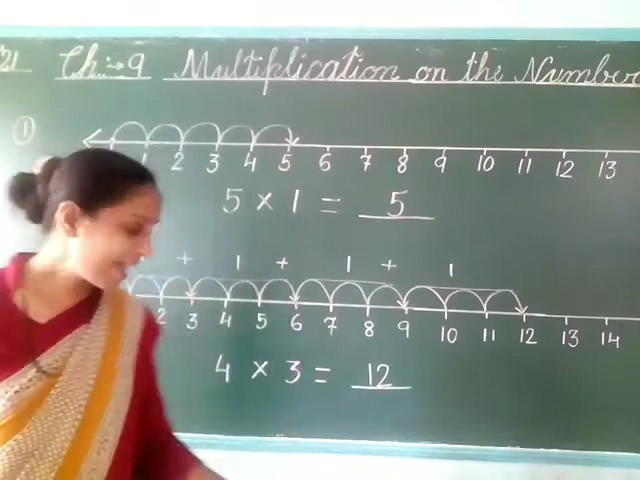 21 Ch:-9 Multiplication on the Number
①
1 2 3 4 5 6 7 8 9 10 11 12 13
5 × 1 = 5
+ 1 + 1 + 1
2 3 4 5 6 7 8 9 10 11 12 13 14
4 × 3 = 12